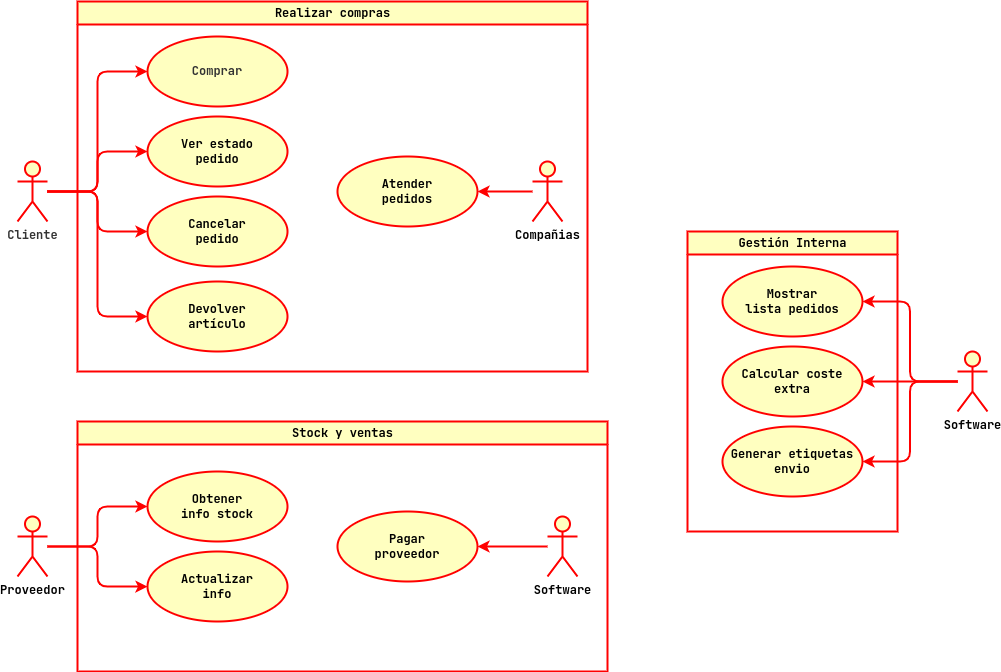 Realizar compras
Comprar
Ver estado
pedido
Cancelar
pedido
Devolver
artículo
Cliente
Atender
pedidos
Compañias
Gestión Interna
Mostrar
lista pedidos
Calcular coste
extra
Generar etiquetas
envio
Software
Stock y ventas
Obtener
info stock
Actualizar
info
Proveedor
Pagar
proveedor
Software